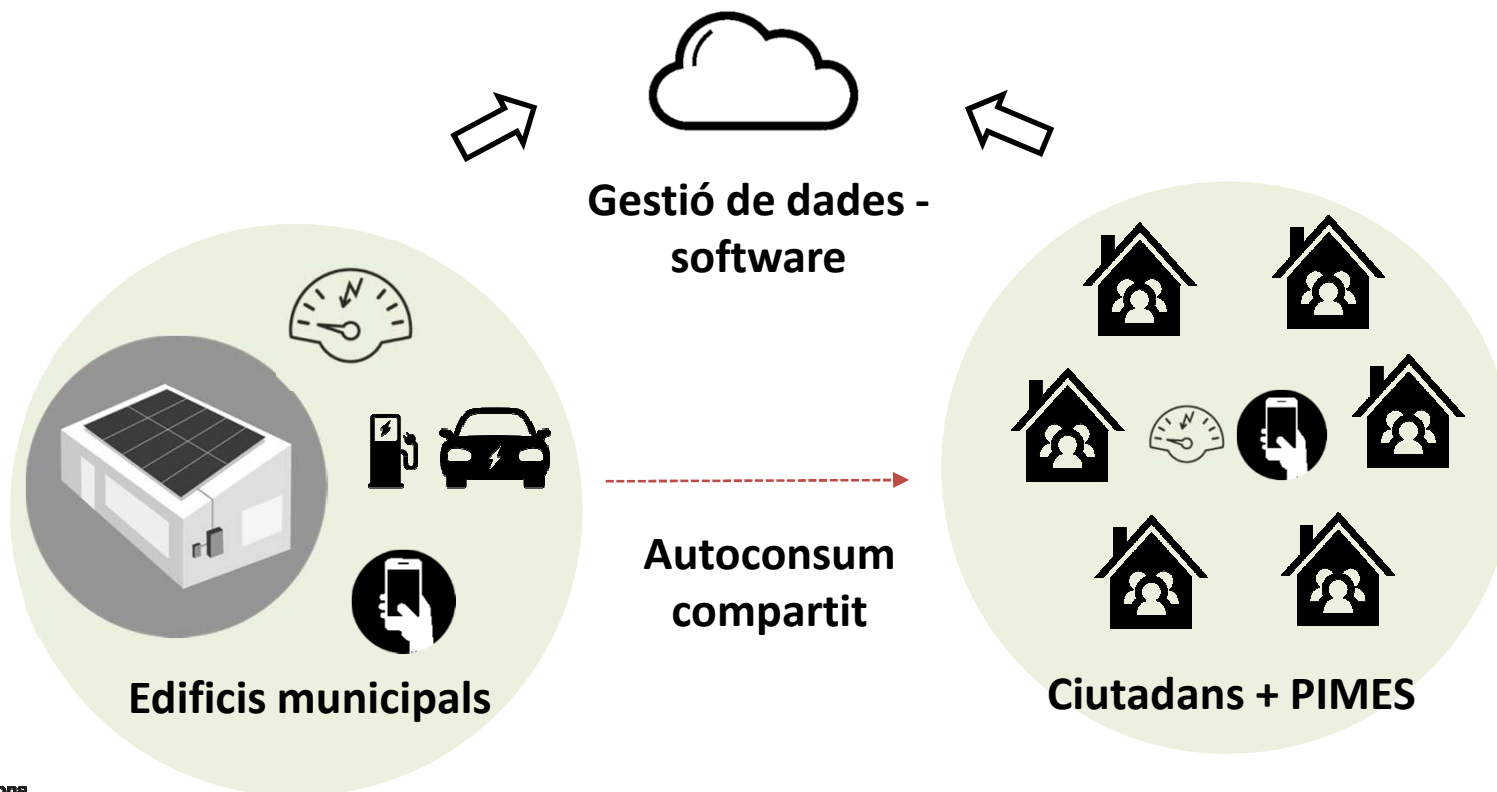 Gestió de dades -
software
Autoconsum
compartit
Edificis municipals
Ciutadans + PIMES